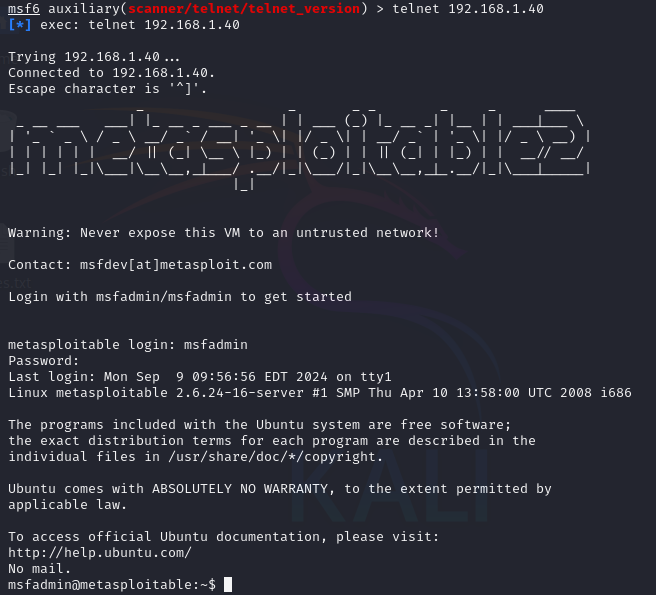 msf6 auxiliary(scanner/telnet/telnet_version) > telnet 192.168.1.40
[*] exec: telnet 192.168.1.40
Trying 192.168.1.40...
Connected to 192.168.1.40.
Escape character is '^]'.
metasploitable2
Warning: Never expose this VM to an untrusted network!
Contact: msfdev[at]metasploit.com
Login with msfadmin/msfadmin to get started
metasploitable login: msfadmin
Password:
Last login: Mon Sep  9 09:56:56 EDT 2024 on tty1
Linux metasploitable 2.6.24-16-server #1 SMP Thu Apr 10 13:58:00 UTC 2008 i686
The programs included with the Ubuntu system are free software;
the exact distribution terms for each program are described in the
individual files in /usr/share/doc/*/copyright.
Ubuntu comes with ABSOLUTELY NO WARRANTY, to the extent permitted by
applicable law.
To access official Ubuntu documentation, please visit:
http://help.ubuntu.com/
No mail.
msfadmin@metasploitable:~$
KALI